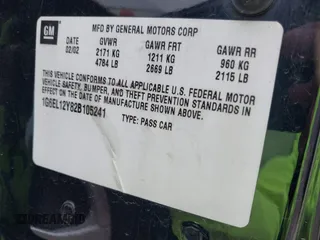 GM
MFD BY GENERAL MOTORS CORP
DATE GVWR GAWR FRT GAWR RR
02/02 2171 KG 1211 KG 960 KG
4784 LB 2669 LB 2115 LB
THIS VEHICLE CONFORMS TO ALL APPLICABLE U.S. FEDERAL MOTOR
VEHICLE SAFETY, BUMPER, AND THEFT PREVENTION STANDARDS IN
EFFECT ON THE DATE OF MANUFACTURE SHOWN ABOVE.
1G6EL12Y82B105241
TYPE: PASS CAR
DREAMBID